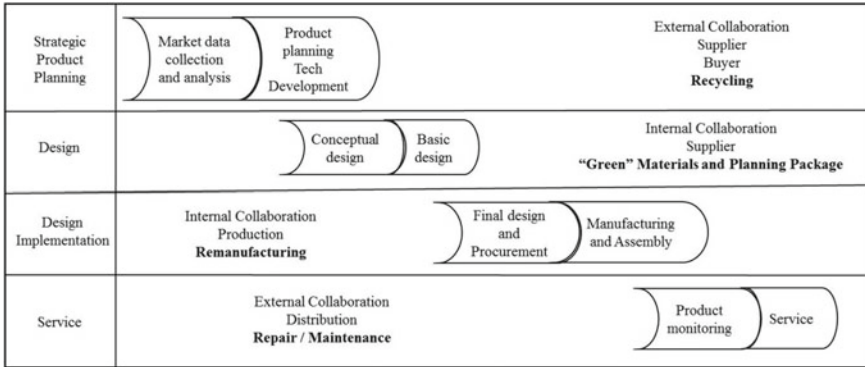 Strategic
Product
Planning
Market data
collection
and analysis
Product
planning
Tech
Development
External Collaboration
Supplier
Buyer
Recycling
Design
Conceptual
design
Basic
design
Internal Collaboration
Supplier
“Green” Materials and Planning Package
Design
Implementation
Internal Collaboration
Production
Remanufacturing
Final design
and
Procurement
Manufacturing
and Assembly
Service
External Collaboration
Distribution
Repair / Maintenance
Product
monitoring
Service